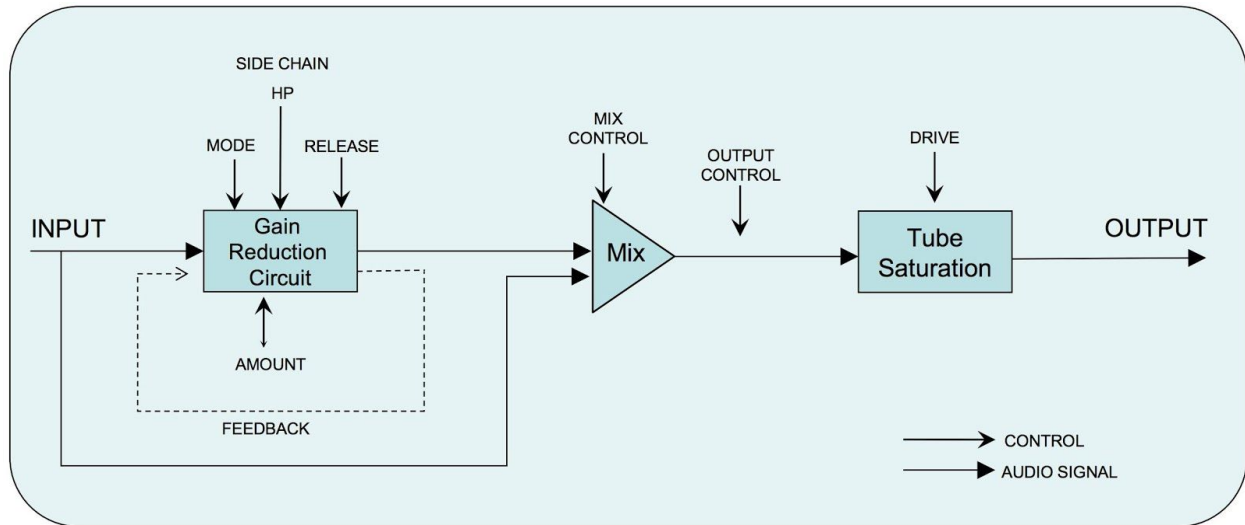 SIDE CHAIN
HP
MODE
RELEASE
MIX
CONTROL
OUTPUT
CONTROL
DRIVE
INPUT
Gain
Reduction
Circuit
Mix
Tube
Saturation
OUTPUT
AMOUNT
FEEDBACK
CONTROL
AUDIO SIGNAL